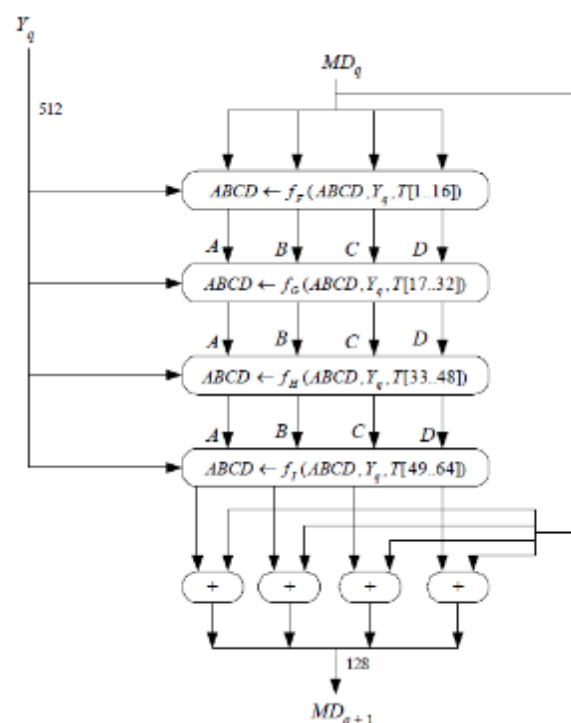 Y_q
512
MD_q
ABCD ← f_F (ABCD, Y_q, T[1..16])
A B C D
ABCD ← f_G (ABCD, Y_q, T[17..32])
A B C D
ABCD ← f_H (ABCD, Y_q, T[33..48])
A B C D
ABCD ← f_I (ABCD, Y_q, T[49..64])
+ + + +
128
MD_{q+1}